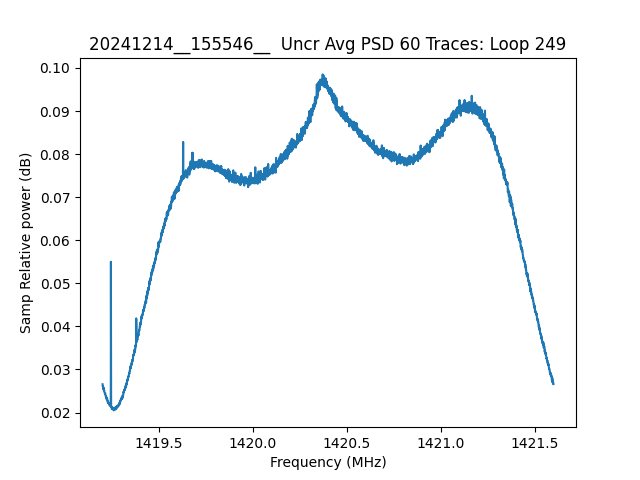 20241214__155546__  Uncr Avg PSD 60 Traces: Loop 249
0.10
0.09
0.08
0.07
0.06
0.05
0.04
0.03
0.02
Samp Relative power (dB)
1419.5 1420.0 1420.5 1421.0 1421.5
Frequency (MHz)